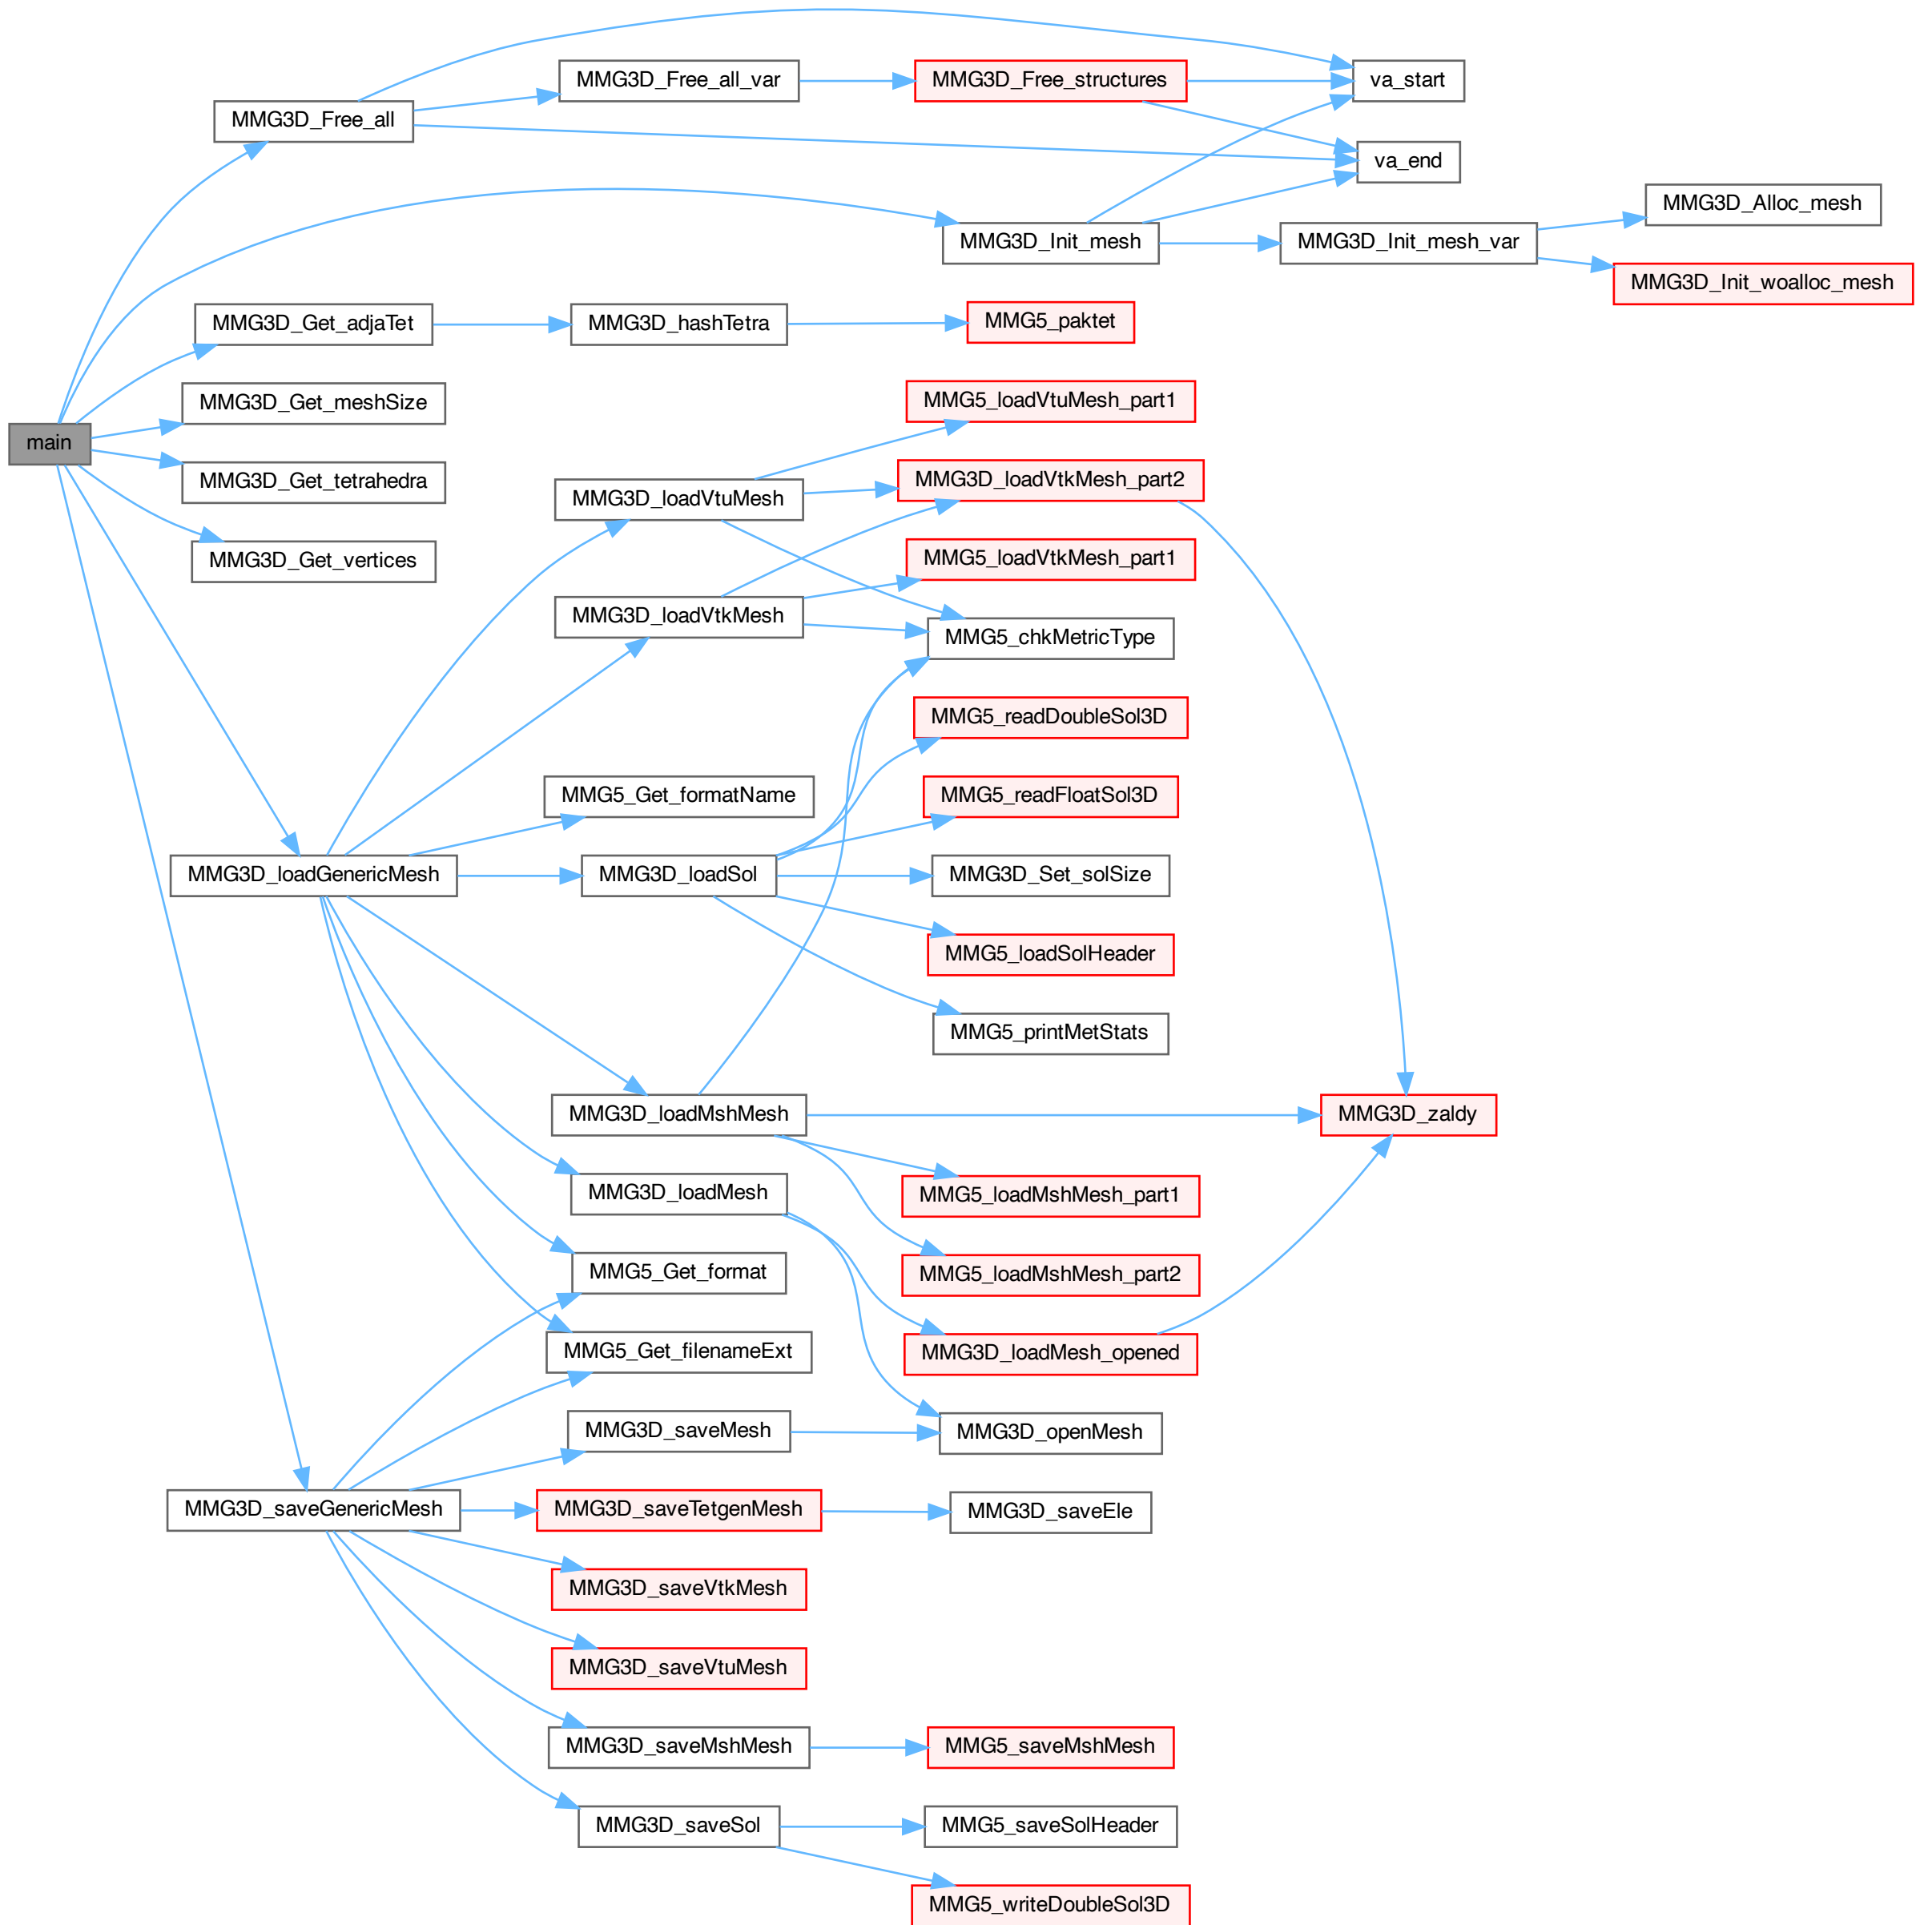 MMG3D_Free_all_var
MMG3D_Free_structures
va_start
MMG3D_Free_all
va_end
MMG3D_Alloc_mesh
MMG3D_Init_mesh
MMG3D_Init_mesh_var
MMG3D_Init_woalloc_mesh
MMG3D_Get_adjaTet
MMG3D_hashTetra
MMG5_paktet
MMG3D_Get_meshSize
MMG5_loadVtuMesh_part1
main
MMG3D_Get_tetrahedra
MMG3D_loadVtuMesh
MMG3D_loadVtkMesh_part2
MMG3D_Get_vertices
MMG5_loadVtkMesh_part1
MMG3D_loadVtkMesh
MMG5_chkMetricType
MMG5_readDoubleSol3D
MMG5_Get_formatName
MMG5_readFloatSol3D
MMG3D_loadGenericMesh
MMG3D_loadSol
MMG3D_Set_solSize
MMG5_loadSolHeader
MMG5_printMetStats
MMG3D_loadMshMesh
MMG3D_zaldy
MMG3D_loadMesh
MMG5_loadMshMesh_part1
MMG5_Get_format
MMG5_loadMshMesh_part2
MMG5_Get_filenameExt
MMG3D_loadMesh_opened
MMG3D_saveMesh
MMG3D_openMesh
MMG3D_saveGenericMesh
MMG3D_saveTetgenMesh
MMG3D_saveEle
MMG3D_saveVtkMesh
MMG3D_saveVtuMesh
MMG3D_saveMshMesh
MMG5_saveMshMesh
MMG3D_saveSol
MMG5_saveSolHeader
MMG5_writeDoubleSol3D